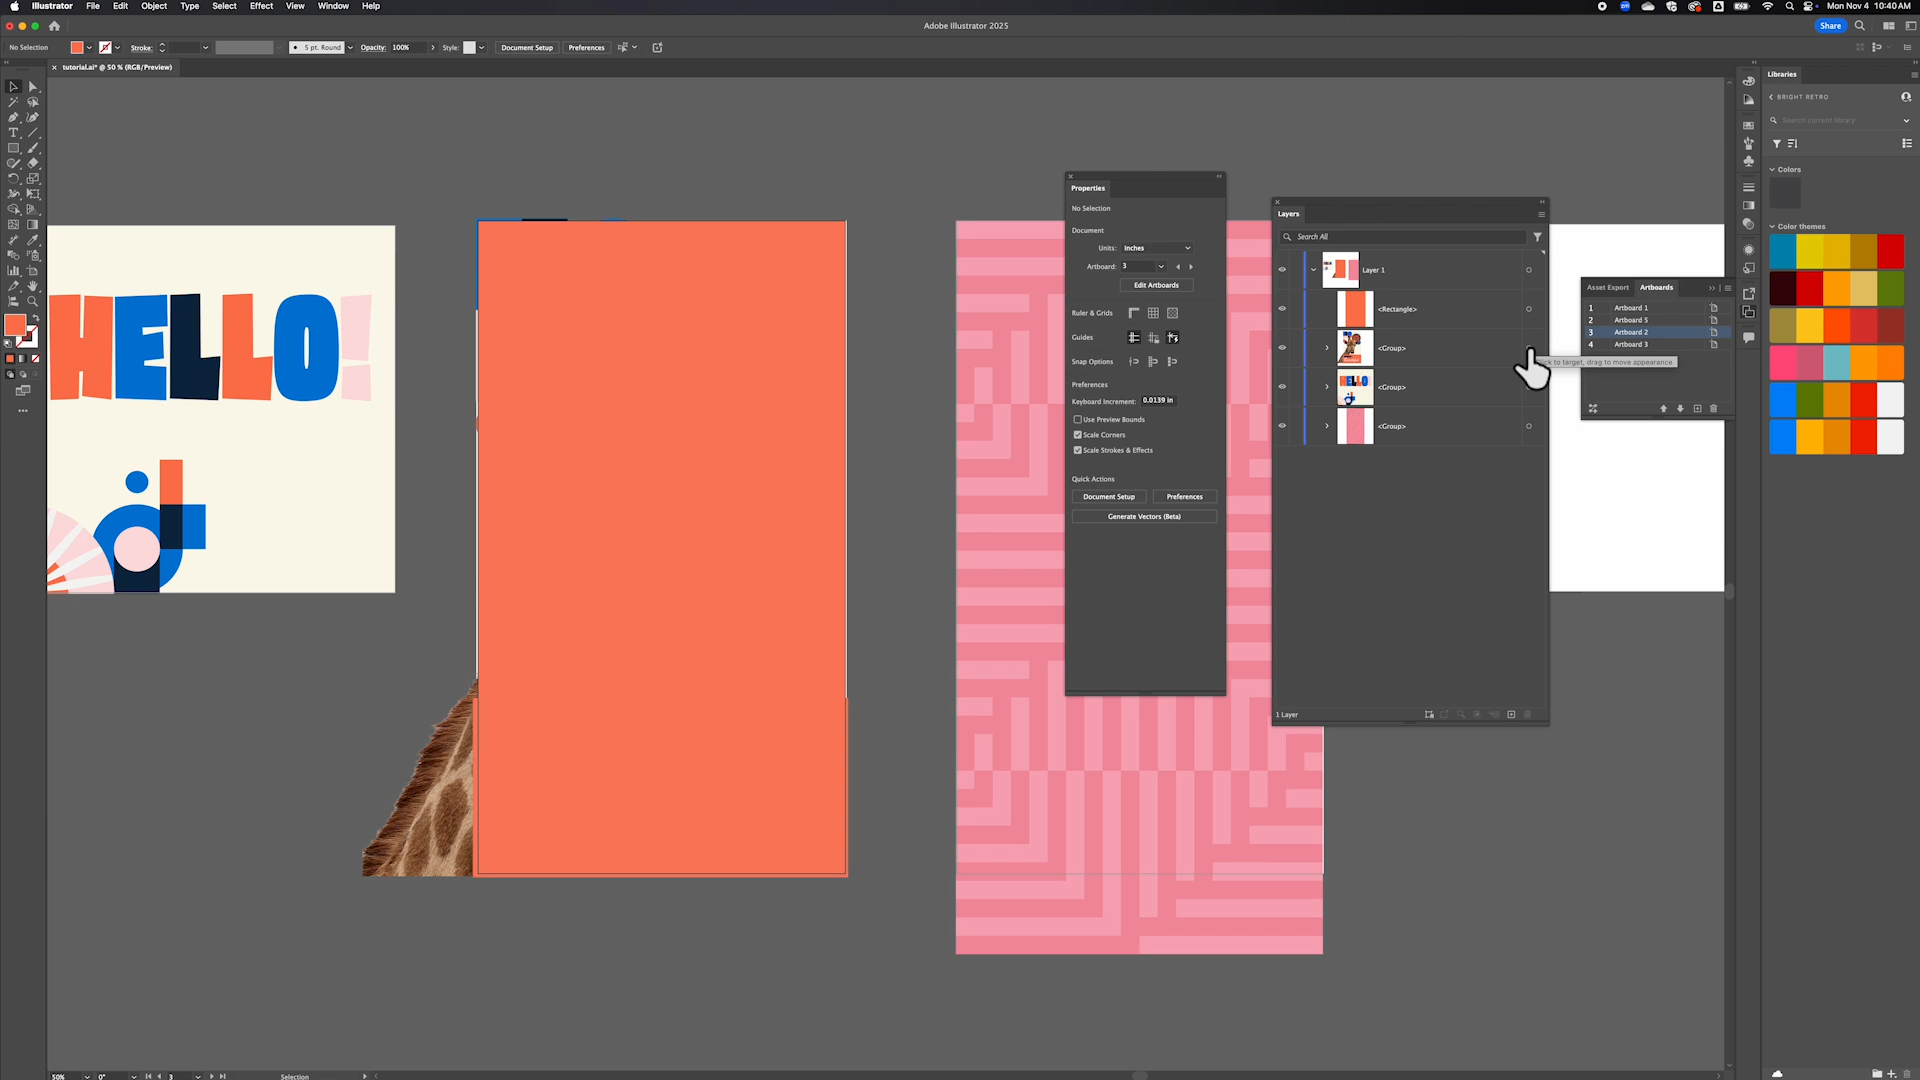 Illustrator File Edit Object Type Select Effect View Window Help
Mon Nov 4 10:40 AM
Adobe Illustrator 2025
Share
No Selection
Stroke:
5 pt. Round
Opacity: 100%
Style:
Document Setup
Preferences
tutorial.ai* @ 50 % (RGB/Preview)
HELLO!
Properties
No Selection
Document
Units: Inches
Artboard: 3
Edit Artboards
Ruler & Grids
Guides
Snap Options
Preferences
Keyboard Increment: 0.0139 in
Use Preview Bounds
Scale Corners
Scale Strokes & Effects
Quick Actions
Document Setup
Preferences
Generate Vectors (Beta)
Layers
Search All
Layer 1
<Rectangle>
<Group>
HELLO
<Group>
<Group>
1 Layer
lick to target, drag to move appearance
Asset Export
Artboards
1 Artboard 1
2 Artboard 5
3 Artboard 2
4 Artboard 3
Libraries
BRIGHT RETRO
Search current library
Colors
Color themes
50%
0°
3
Selection